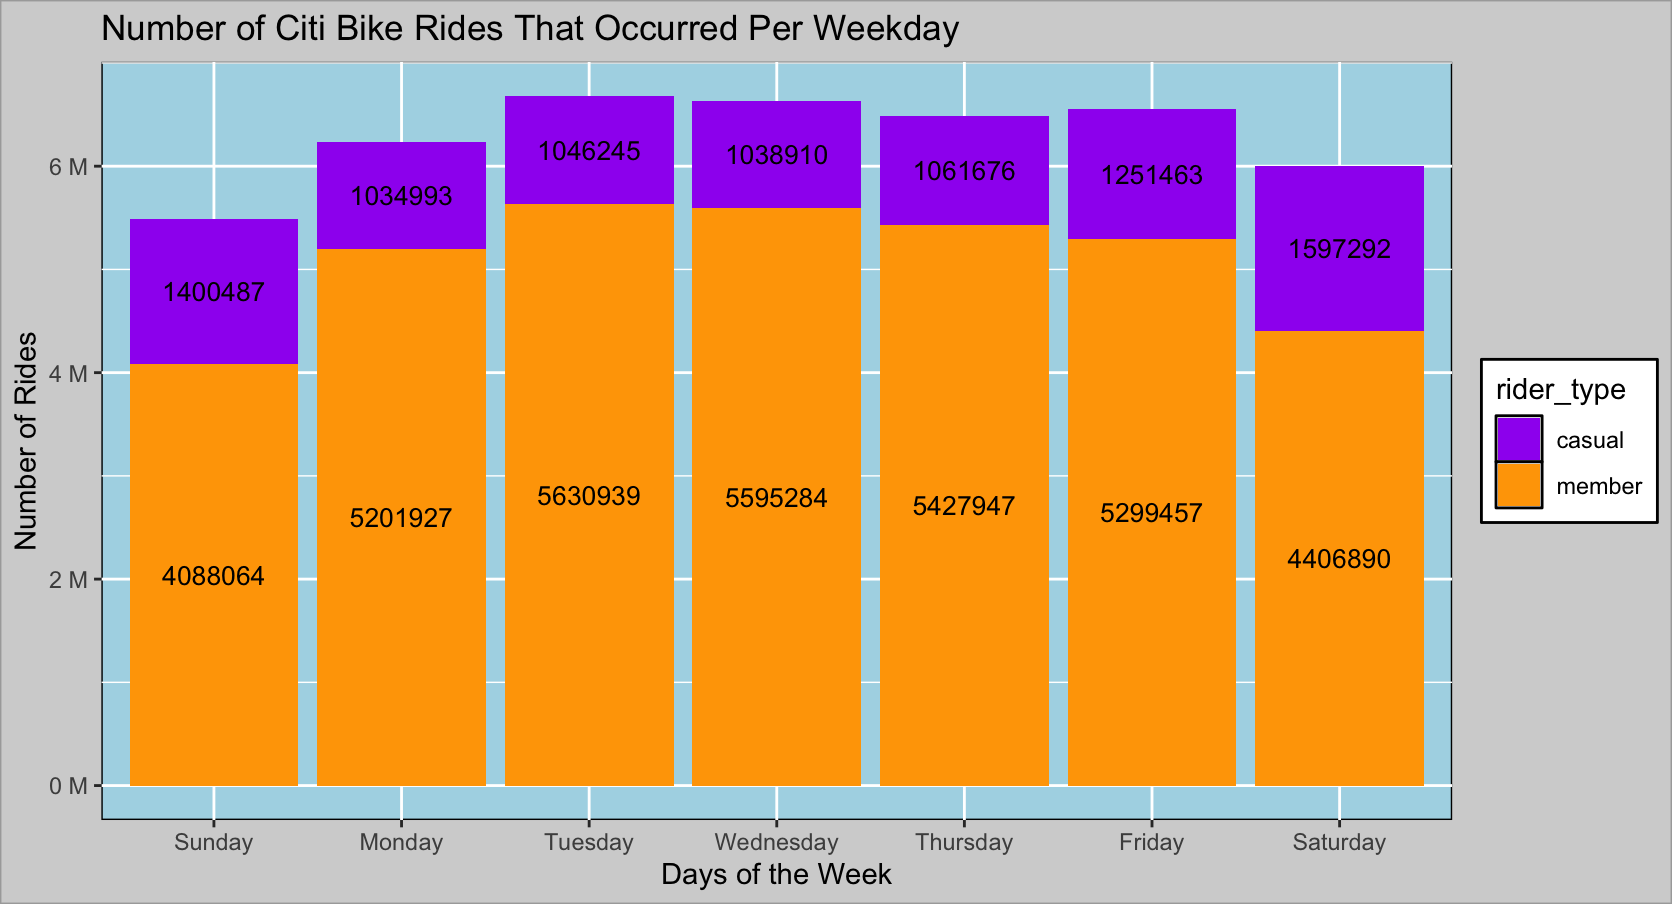 Number of Citi Bike Rides That Occurred Per Weekday
Number of Rides
6 M
4 M
2 M
0 M
1400487
1034993
1046245
1038910
1061676
1251463
1597292
4088064
5201927
5630939
5595284
5427947
5299457
4406890
Sunday
Monday
Tuesday
Wednesday
Thursday
Friday
Saturday
Days of the Week
rider_type
casual
member